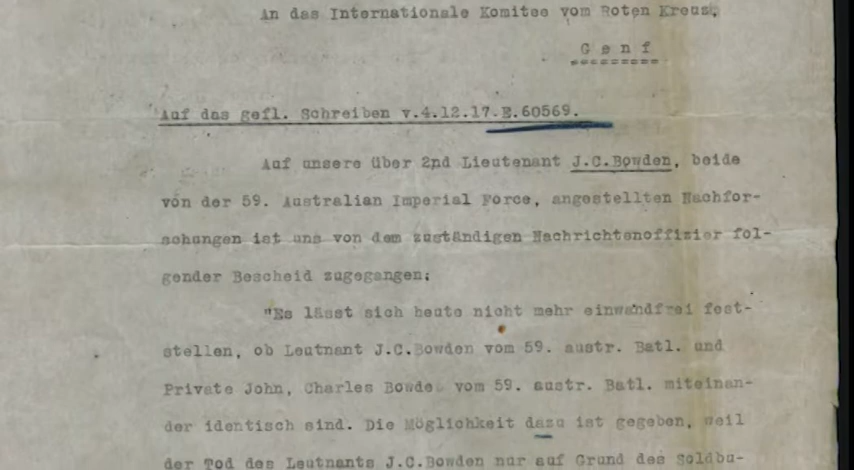 An das Internationale Komitee vom Roten Kreuz,
Genf
Auf das gefl. Schreiben v.4.12.17.E.60569.
Auf unsere über 2nd Lieutenant J.C.Bowden, beide
von der 59. Australian Imperial Force, angestellten Nachfor-
schungen ist uns von dem zuständigen Nachrichtenoffizier fol-
gender Bescheid zugegangen:
"Es lässt sich heute nicht mehr einwandfrei fest-
stellen, ob Leutnant J.C.Bowden vom 59. austr. Batl. und
Private John, Charles Bowde vom 59. austr. Batl. miteinan-
der identisch sind. Die Möglichkeit dazu ist gegeben, weil
der Tod des Leutnants J.C.Bowden nur auf Grund des Soldbu-